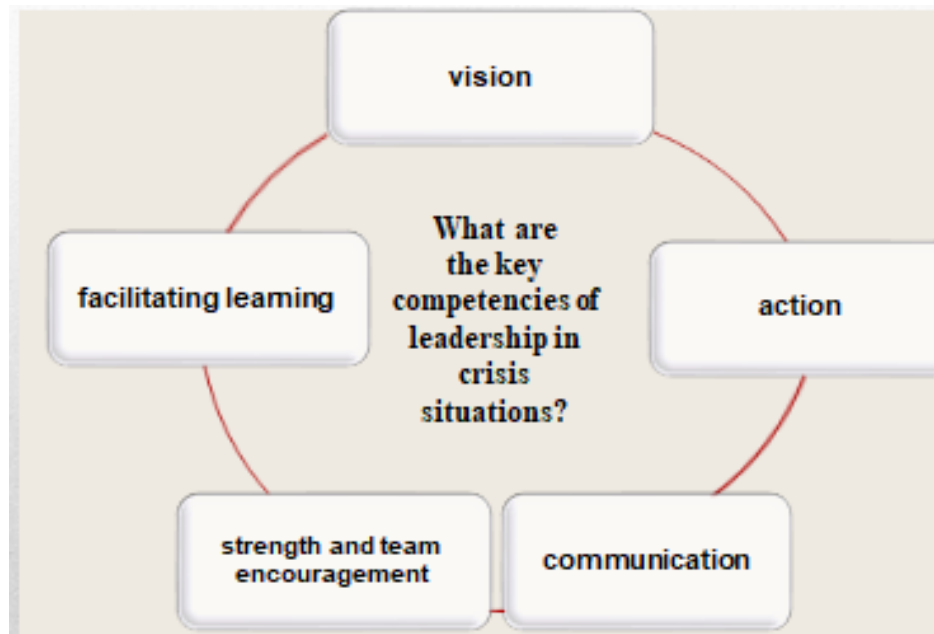 vision
What are
the key
competencies of
leadership in
crisis
situations?
facilitating learning
action
strength and team
encouragement
communication